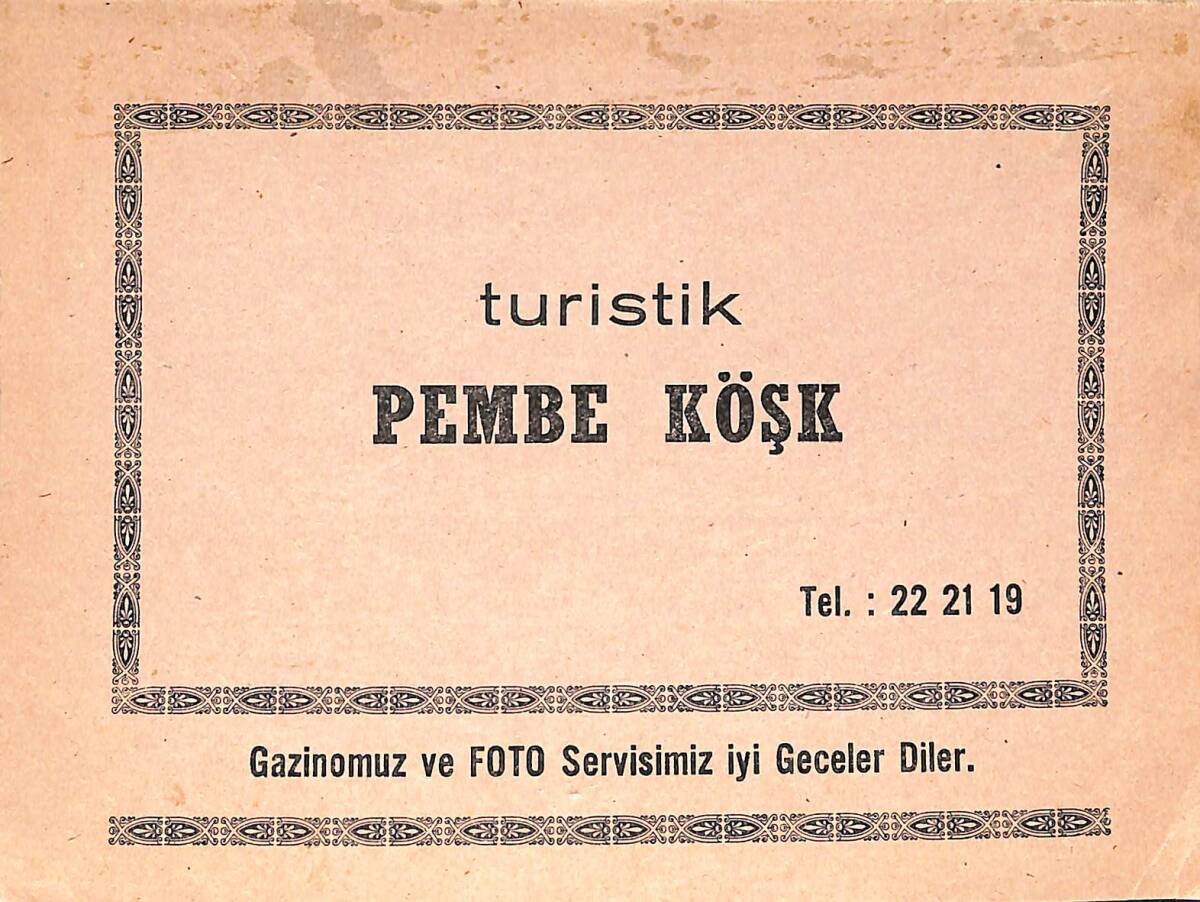 turistik
PEMBE KÖŞK
Tel. : 22 21 19
Gazinomuz ve FOTO Servisimiz iyi Geceler Diler.